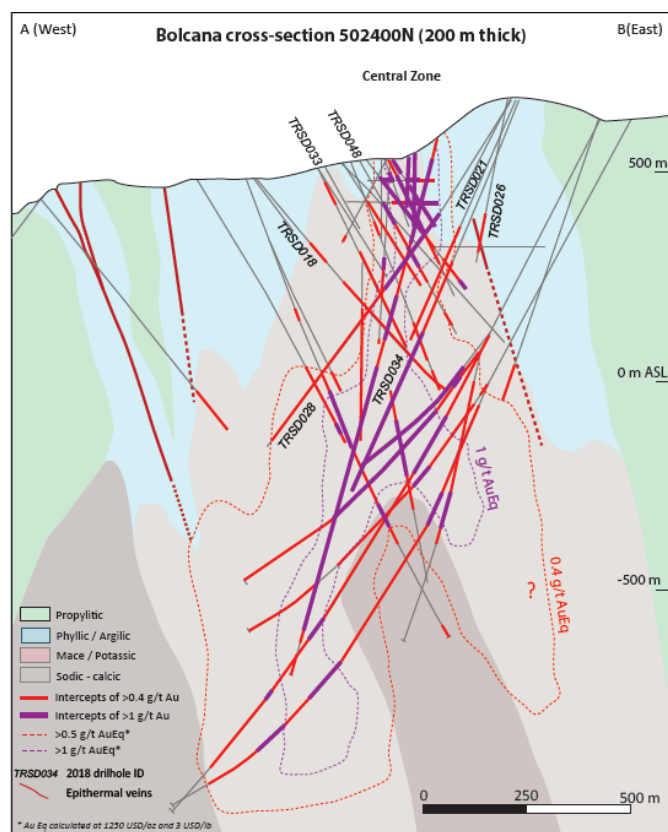 A (West)
Bolcana cross-section 502400N (200 m thick)
B(East)
Central Zone
TRSD033
TRSD048
TRSD021
TRSD026
500 m
TRSD018
0 m ASL
TRSD034
TRSD028
1 g/t AuEq
0.4 g/t AuEq
?
-500 m
Propylitic
Phyllic / Argilic
Mace / Potassic
Sodic - calcic
Intercepts of >0.4 g/t Au
Intercepts of >1 g/t Au
>0.5 g/t AuEq*
>1 g/t AuEq*
TRSD034 2018 drilhole ID
Epithermal veins
* Au Eq calculated at 1250 USD/oz and 3 USD/lb
0 250 500 m